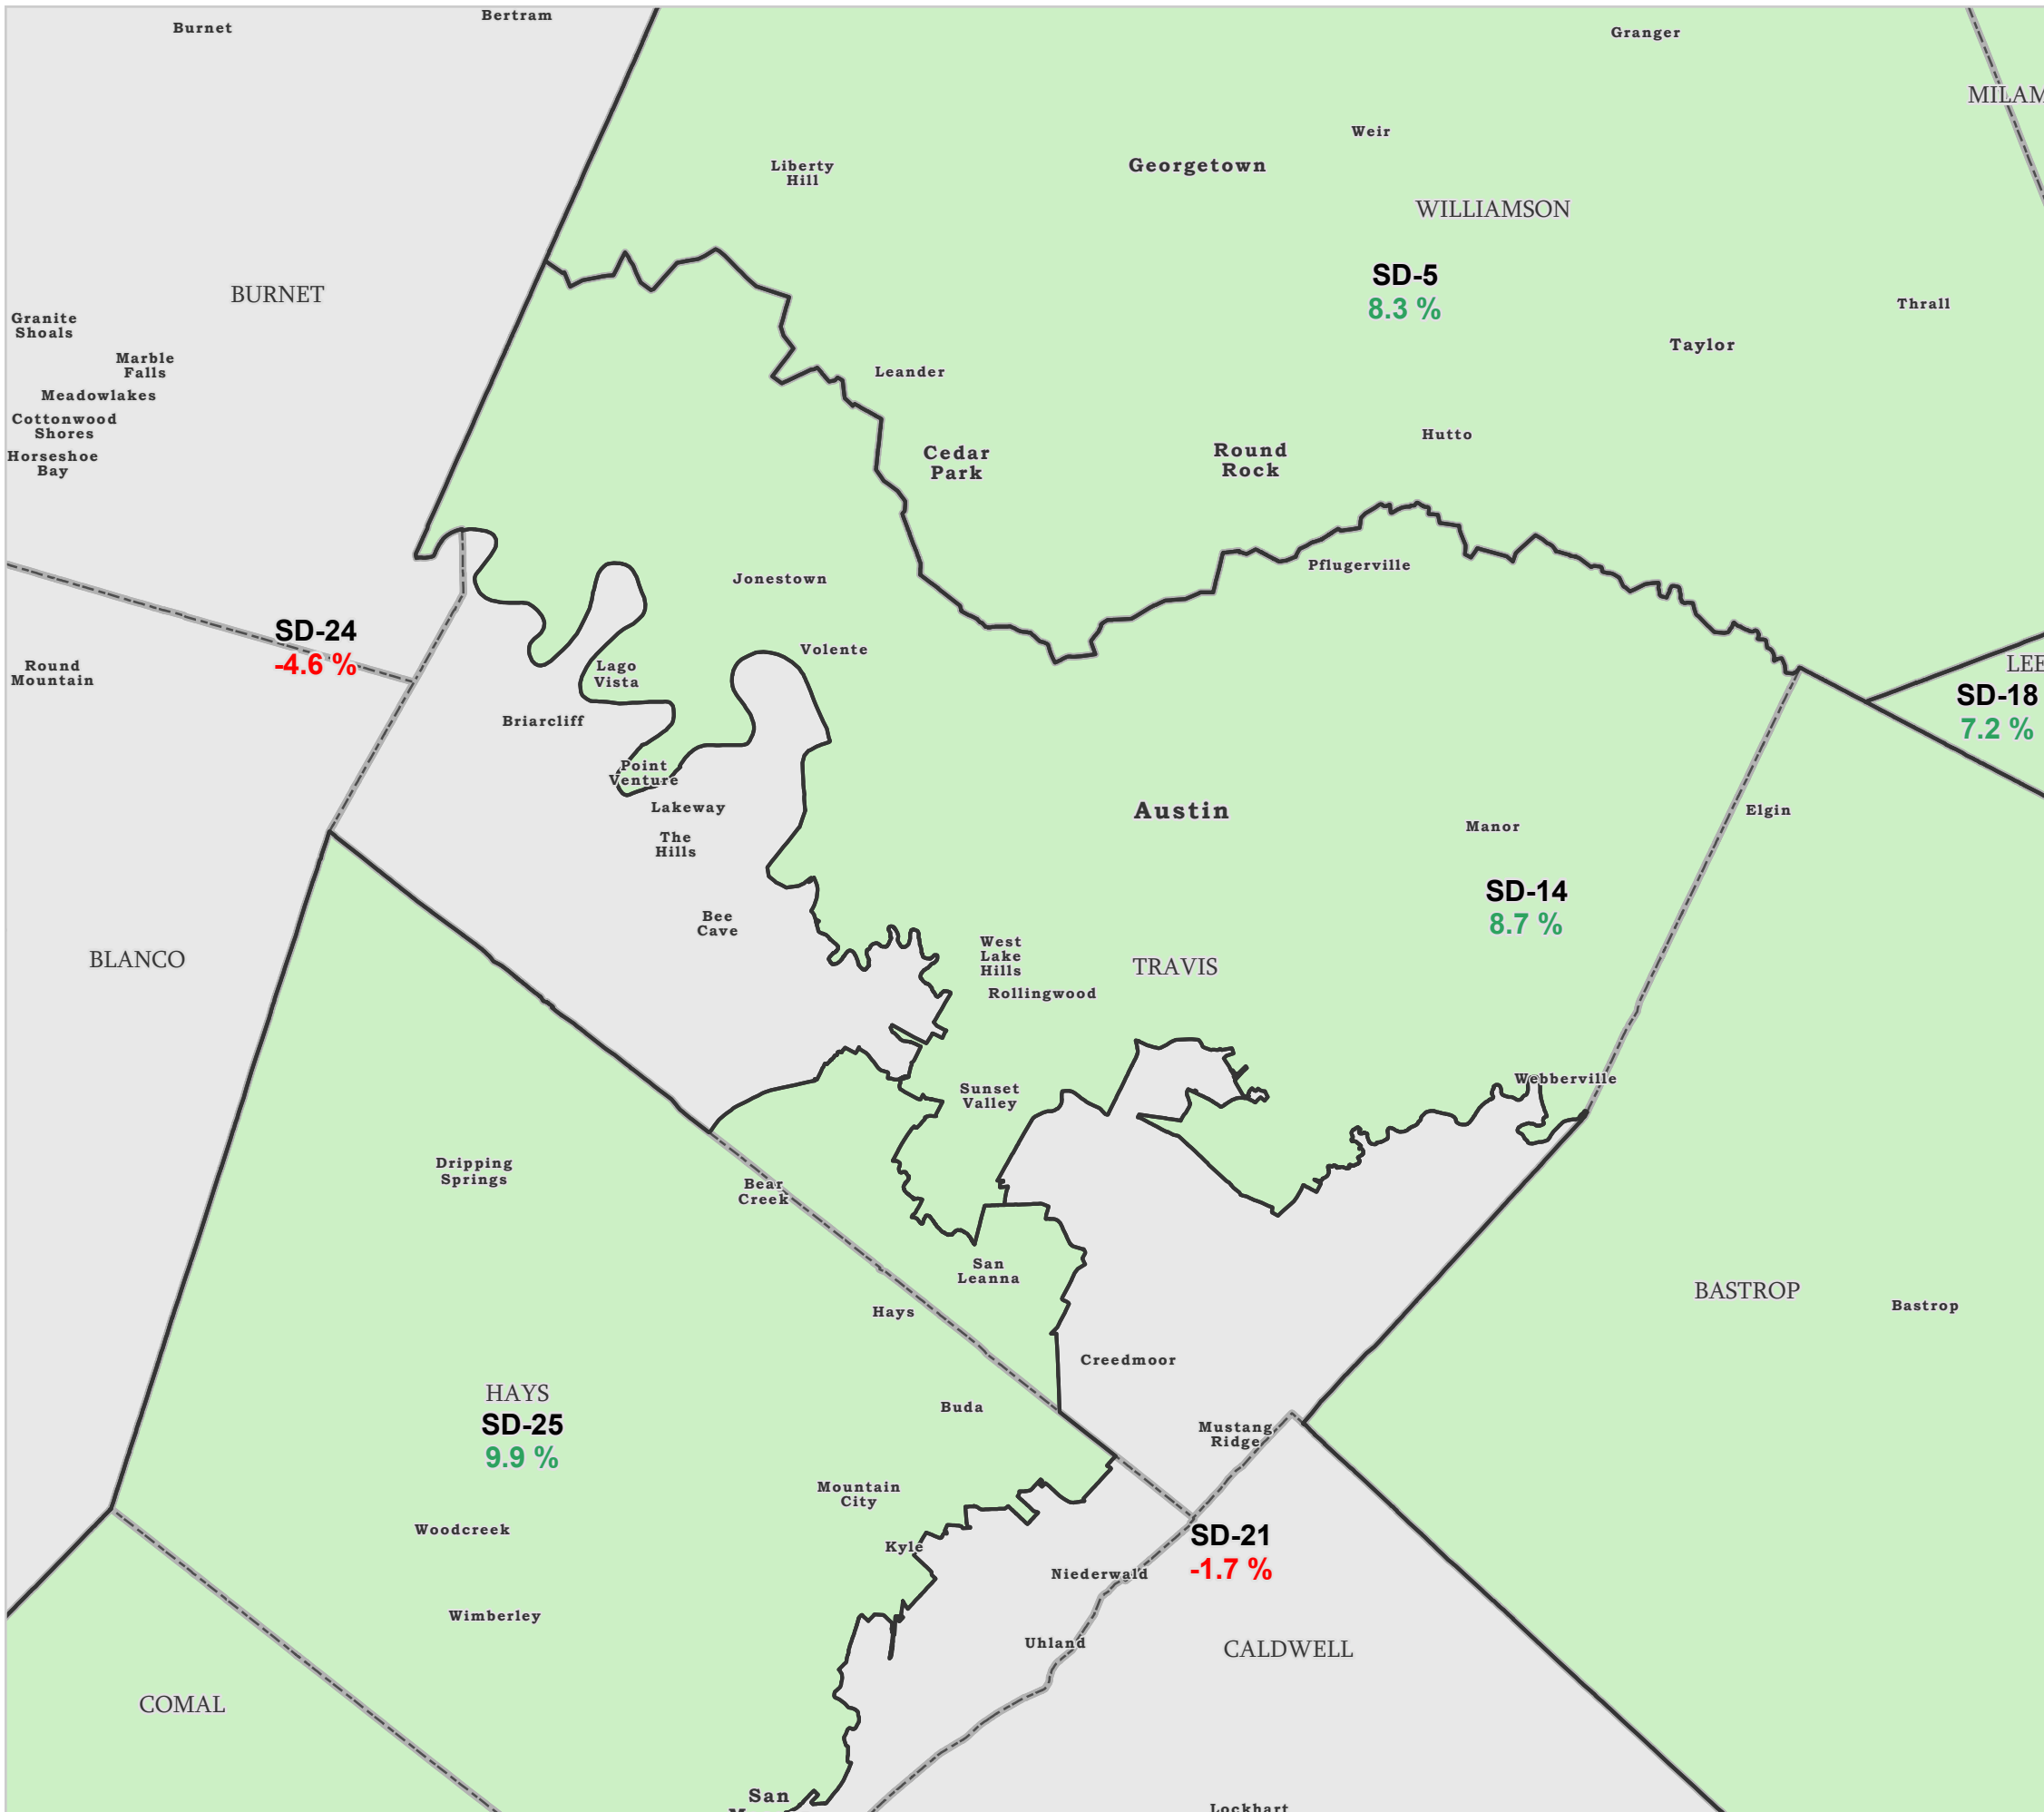 Bertram
Burnet
Granger
MILAM
Weir
Liberty
Hill
Georgetown
WILLIAMSON
SD-5
8.3 %
BURNET
Thrall
Granite
Shoals
Taylor
Marble
Falls
Leander
Meadowlakes
Cottonwood
Shores
Hutto
Cedar
Park
Round
Rock
Horseshoe
Bay
Pflugerville
Jonestown
SD-24
-4.6 %
Volente
LEE
Round
Mountain
Lago
Vista
SD-18
7.2 %
Briarcliff
Point
Venture
Lakeway
Austin
Elgin
Manor
The
Hills
SD-14
8.7 %
Bee
Cave
West
Lake
Hills
BLANCO
TRAVIS
Rollingwood
Webberville
Sunset
Valley
Dripping
Springs
Bear
Creek
San
Leanna
BASTROP
Bastrop
Hays
Creedmoor
HAYS
SD-25
9.9 %
Buda
Mustang
Ridge
Mountain
City
Woodcreek
SD-21
-1.7 %
Kyle
Niederwald
Wimberley
Uhland
CALDWELL
COMAL
San
Lockhart